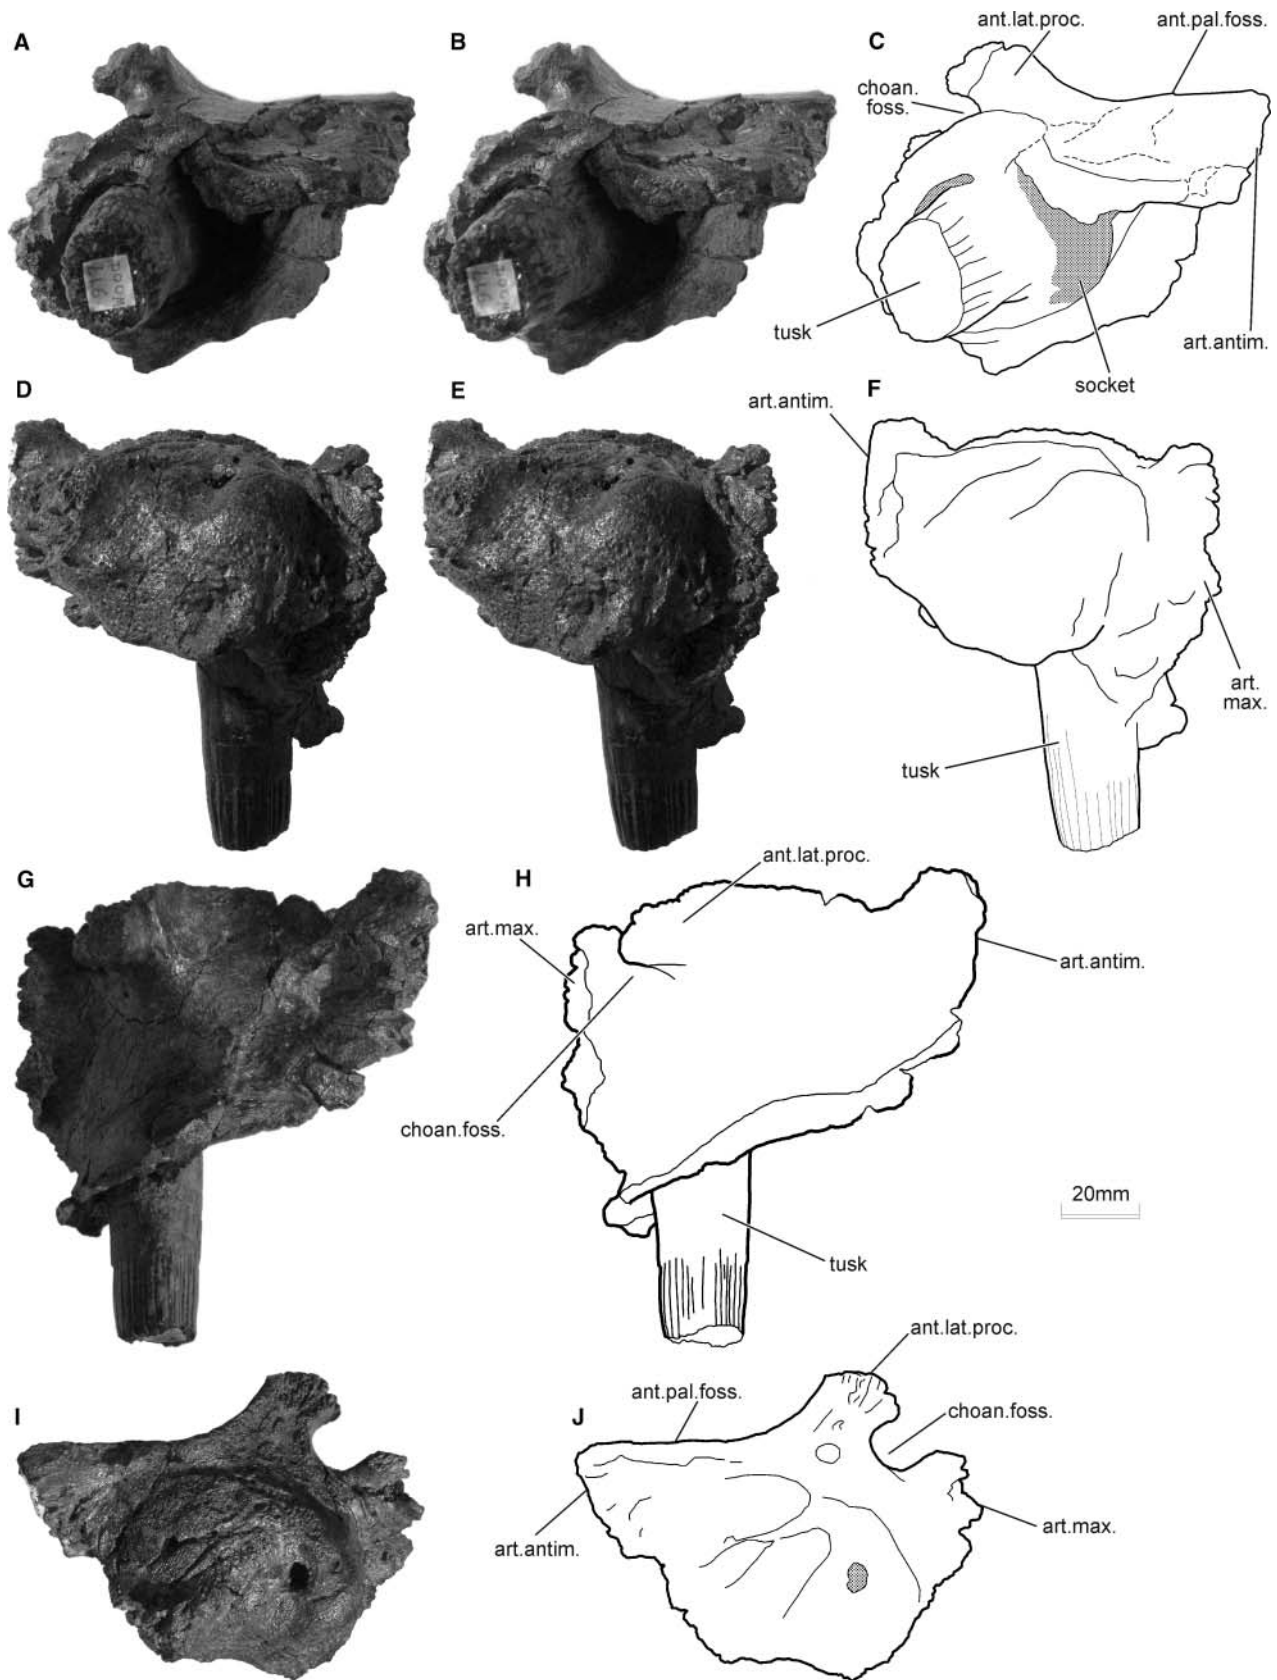 A
B
C
ant.lat.proc.
ant.pal.foss.
choan.
foss.
tusk
art.antim.
socket
D
E
F
art.antim.
art.
max.
tusk
G
H
ant.lat.proc.
art.max.
art.antim.
choan.foss.
20mm
tusk
I
J
ant.lat.proc.
ant.pal.foss.
choan.foss.
art.antim.
art.max.